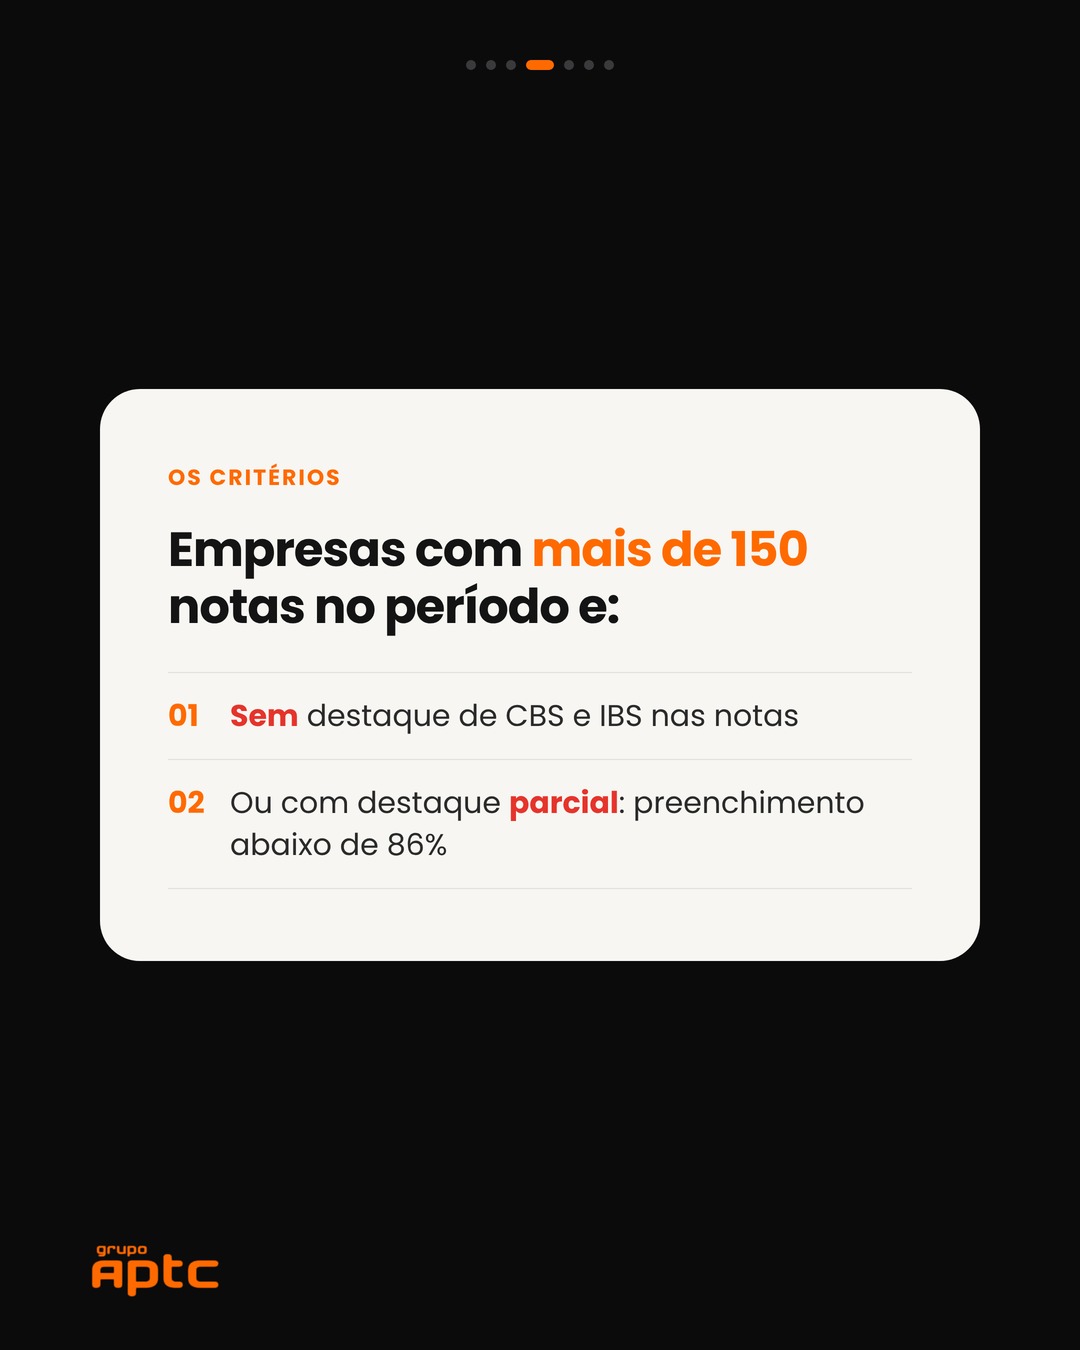 OS CRITÉRIOS
Empresas com mais de 150
notas no período e:
01 Sem destaque de CBS e IBS nas notas
02 Ou com destaque parcial: preenchimento
abaixo de 86%
grupo
aptc